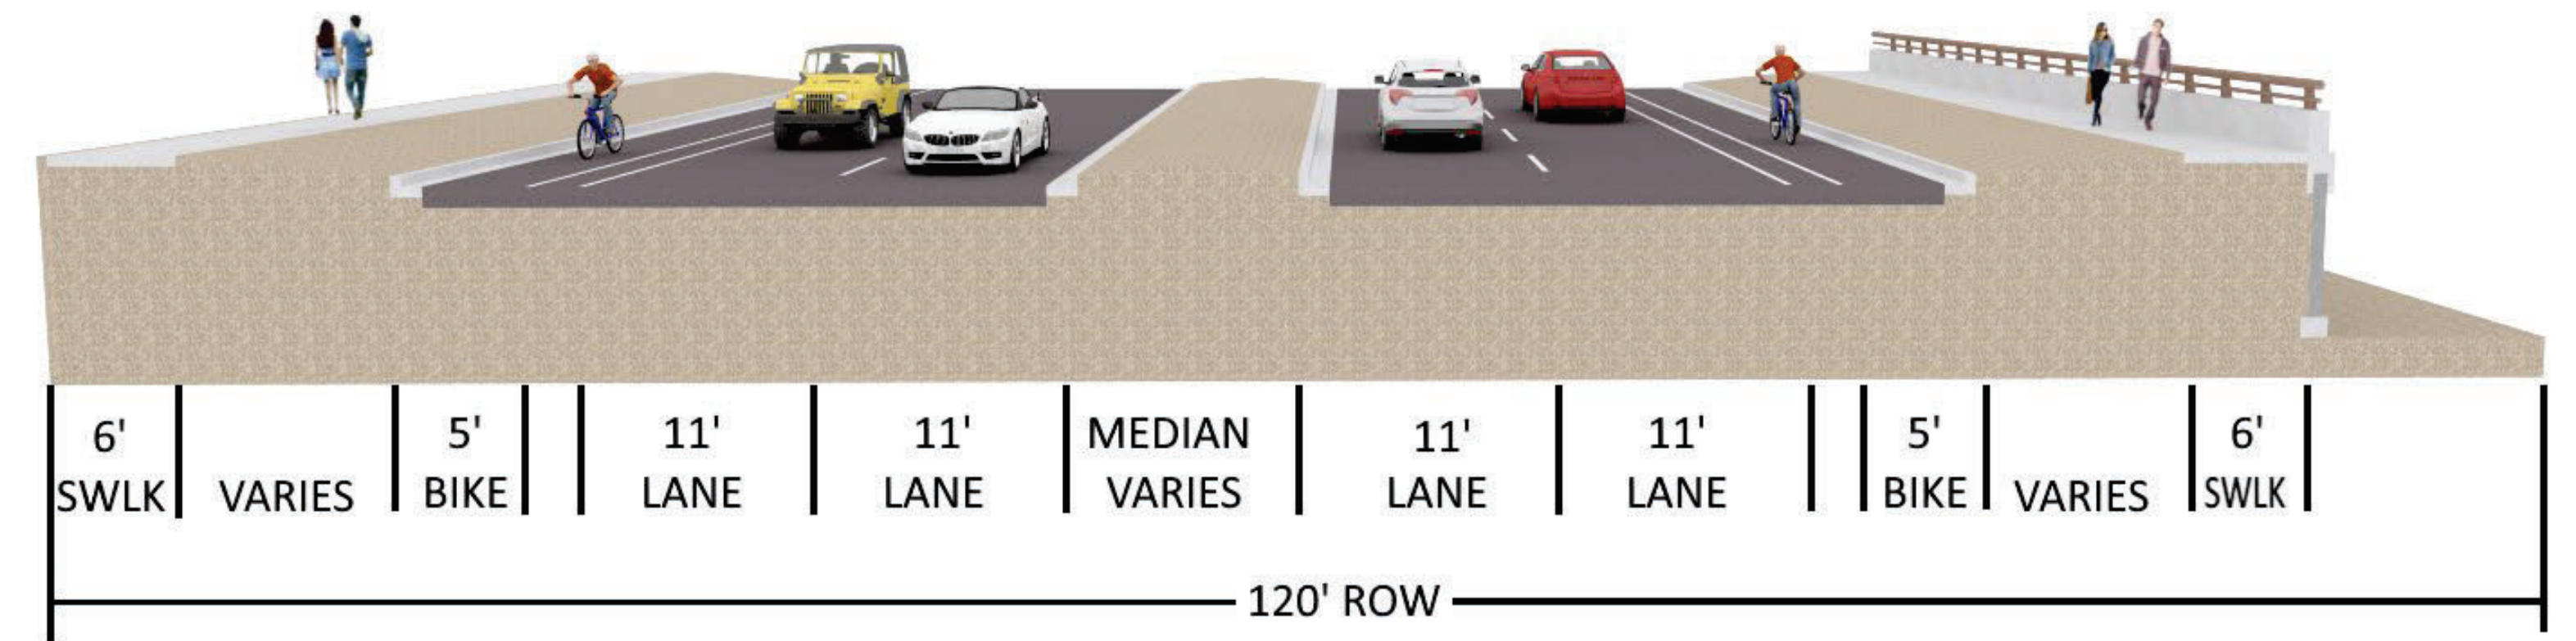 6' SWLK
VARIES
5' BIKE
11' LANE
11' LANE
MEDIAN VARIES
11' LANE
11' LANE
5' BIKE
VARIES
6' SWLK
120' ROW